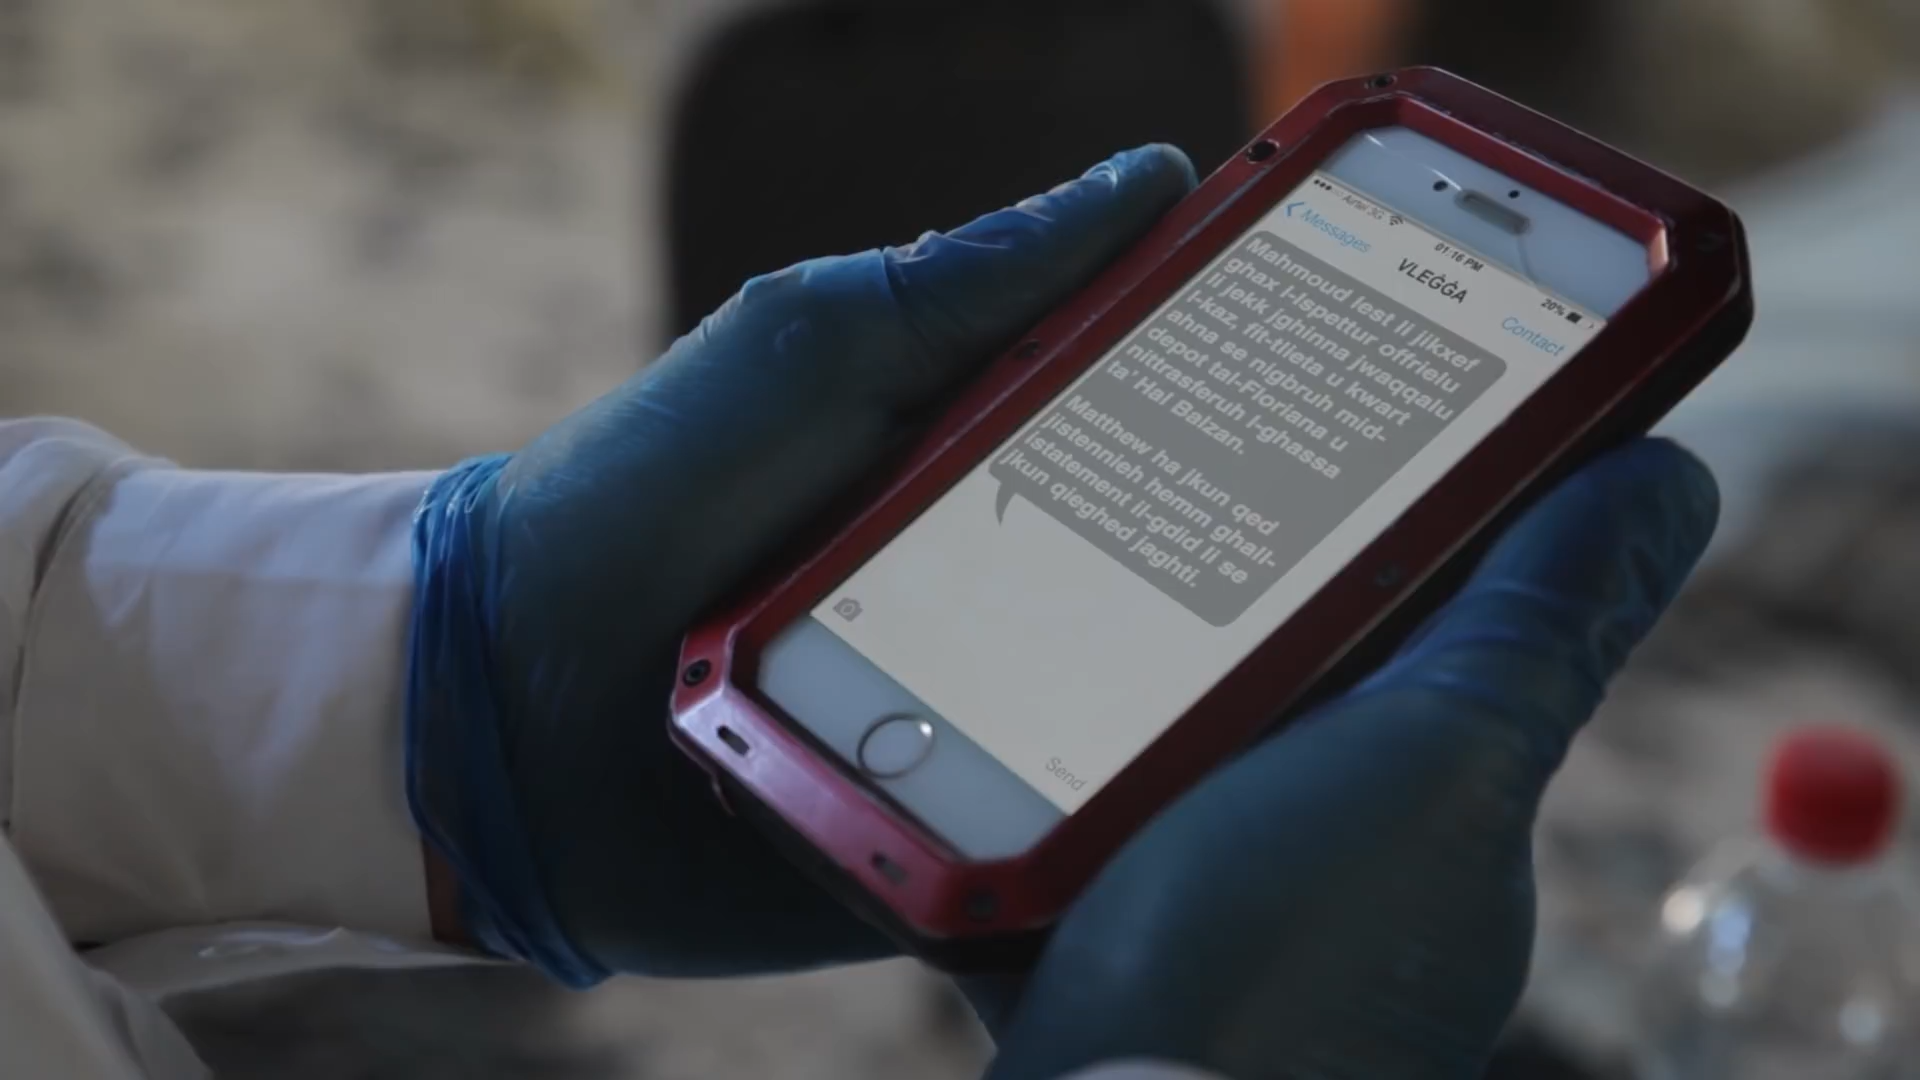 Airtel 3G
01:16 PM
20%
Messages
VLEĠĠA
Contact
Mahmoud lest li jikxef
ghax l-Ispettur offrielu
li jekk jghinna jwaqqalu
l-kaz, fit-tlieta u kwart
ahna se nigbruh mid-
depot tal-Floriana u
nittrasferuh l-ghassa
ta' Hal Balzan.
Matthew ha jkun qed
jistennieh hemm ghall-
istatement il-gdid li se
jkun qieghed jaghti.
Send